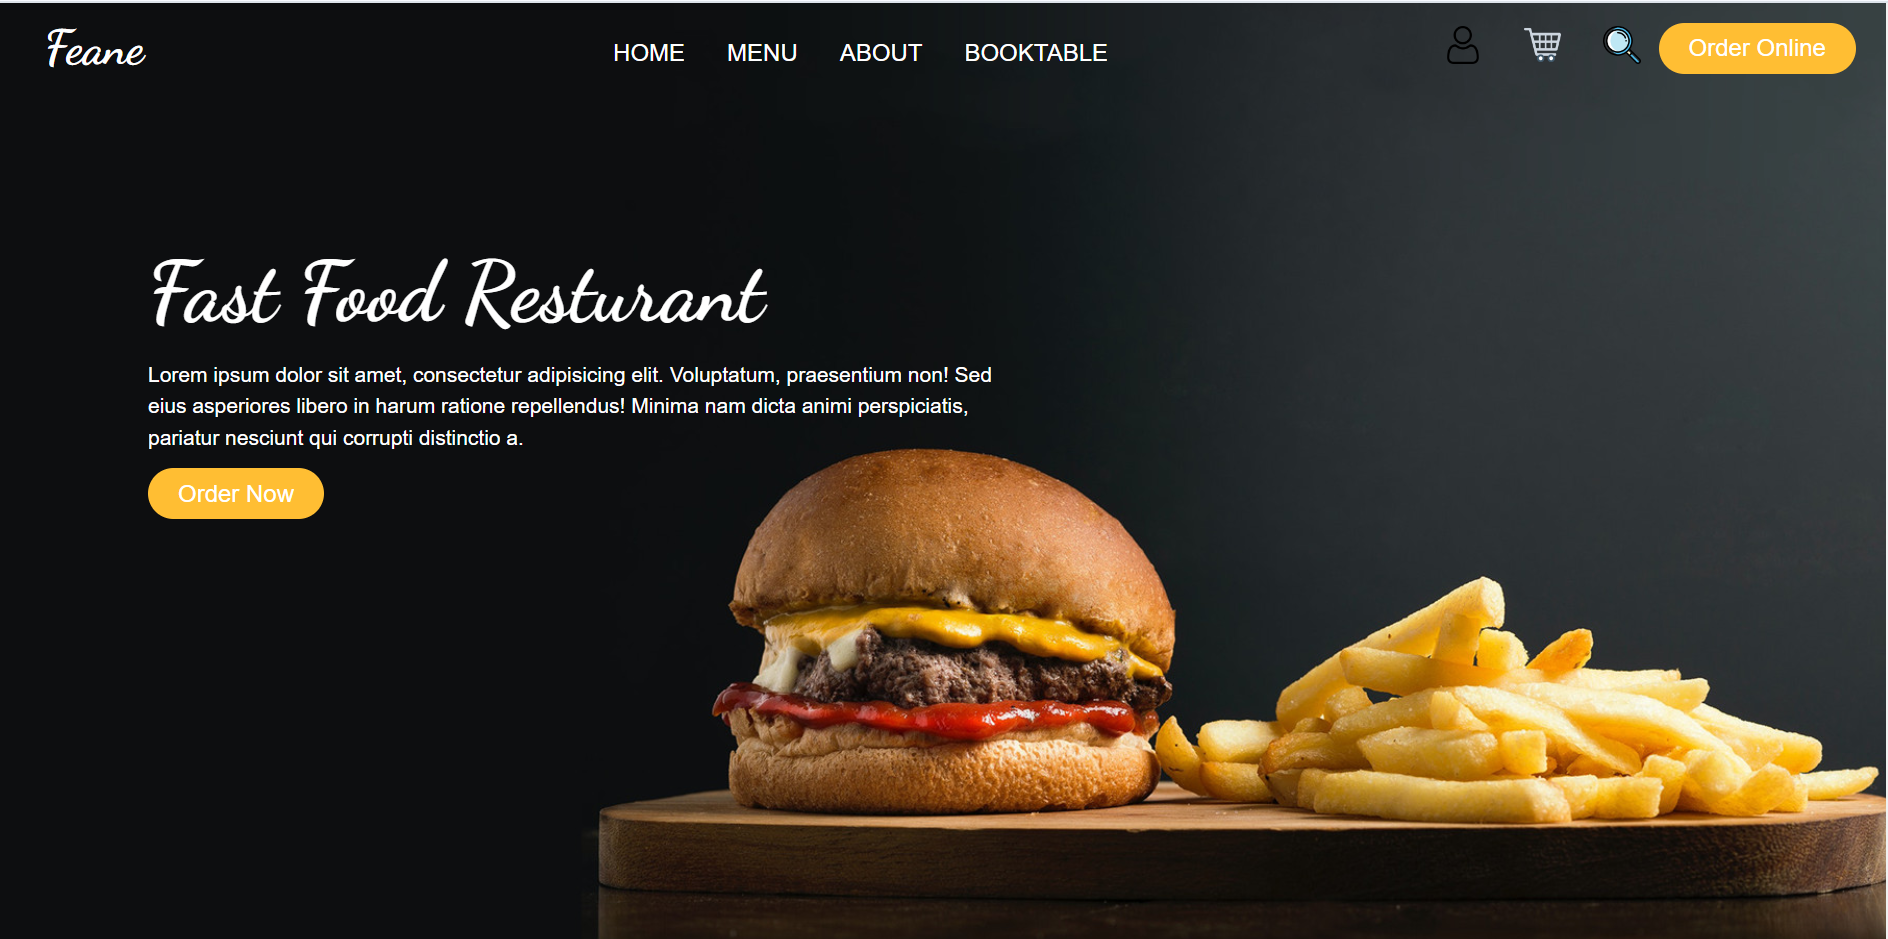 Feane
HOME MENU ABOUT BOOKTABLE
Order Online
Fast Food Resturant
Lorem ipsum dolor sit amet, consectetur adipisicing elit. Voluptatum, praesentium non! Sed
eius asperiores libero in harum ratione repellendus! Minima nam dicta animi perspiciatis,
pariatur nesciunt qui corrupti distinctio a.
Order Now